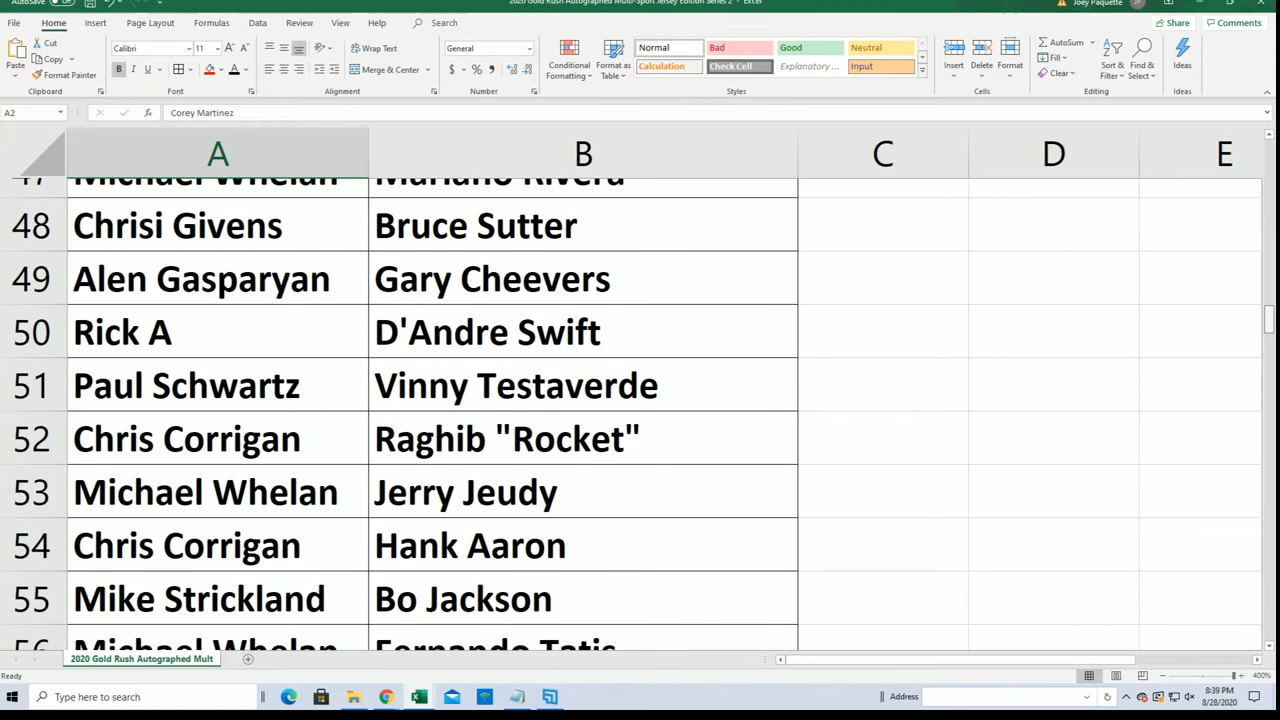 AutoSave Off 2020 Gold Rush Autographed Multi-Sport Jersey Edition Series 2 - Excel Joey Paquette JP
File Home Insert Page Layout Formulas Data Review View Help Search Share Comments
Cut
Copy
Format Painter
Paste
Clipboard
Calibri 11
B I U
Font
Wrap Text
Merge & Center
Alignment
General
$ % ,
Number
Conditional Formatting
Format as Table
Normal Bad Good Neutral
Calculation Check Cell Explanatory ... Input
Styles
Insert Delete Format
Cells
AutoSum
Fill
Clear
Sort & Filter
Find & Select
Editing
Ideas
Ideas
A2 fx Corey Martinez
A B C D E
47 Michael Whelan Mariano Rivera
48 Chrisi Givens Bruce Sutter
49 Alen Gasparyan Gary Cheevers
50 Rick A D'Andre Swift
51 Paul Schwartz Vinny Testaverde
52 Chris Corrigan Raghib "Rocket"
53 Michael Whelan Jerry Jeudy
54 Chris Corrigan Hank Aaron
55 Mike Strickland Bo Jackson
56 Michael Whelan Fernando Tatis
2020 Gold Rush Autographed Mult
Ready 400%
Type here to search Address 8:39 PM
8/28/2020